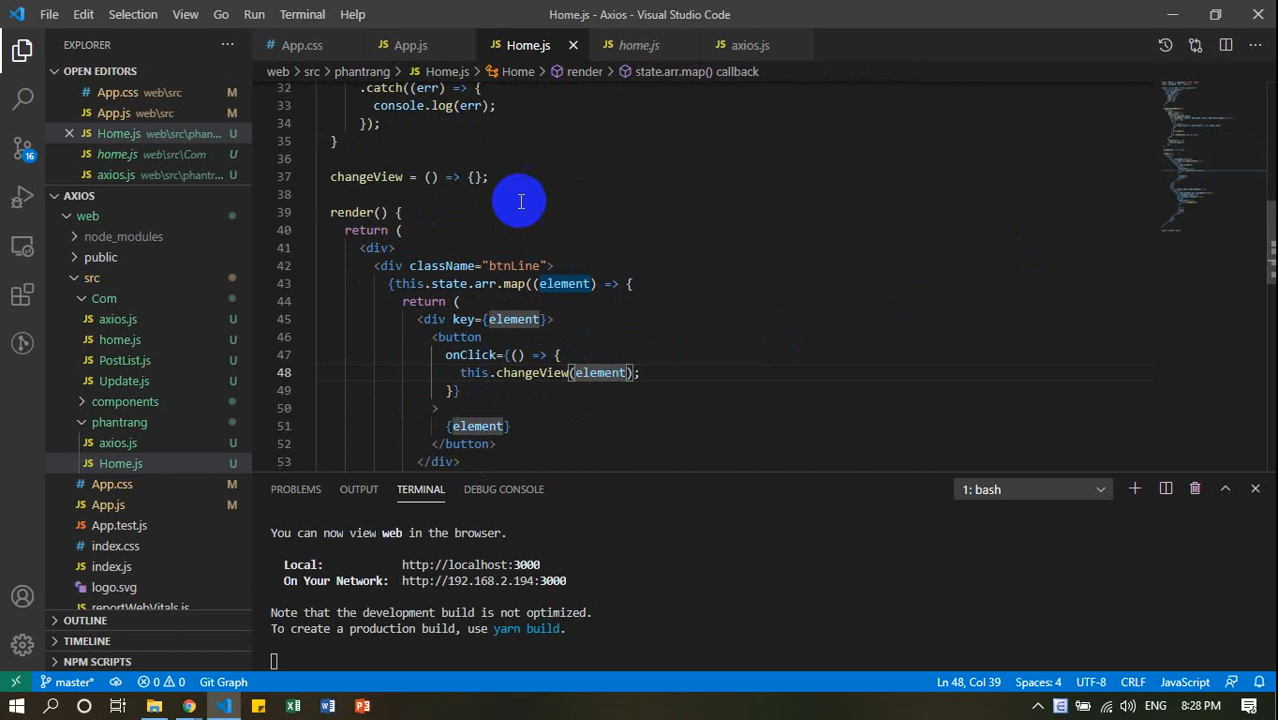 File Edit Selection View Go Run Terminal Help Home.js - Axios - Visual Studio Code
EXPLORER
OPEN EDITORS
App.css web\src M
App.js web\src M
Home.js web\src\phan... U
home.js web\src\Com U
axios.js web\src\phantr... U
AXIOS
web
node_modules
public
src
Com
axios.js U
home.js U
PostList.js U
Update.js U
components
phantrang
axios.js U
Home.js U
App.css M
App.js M
App.test.js
index.css
index.js
logo.svg
reportWebVitals.js
OUTLINE
TIMELINE
NPM SCRIPTS
16
App.css App.js Home.js home.js axios.js
web > src > phantrang > Home.js > Home > render > state.arr.map() callback
32 .catch((err) => {
33 console.log(err);
34 });
35 }
36
37 changeView = () => {};
38
39 render() {
40 return (
41 <div>
42 <div className="btnLine">
43 {this.state.arr.map((element) => {
44 return (
45 <div key={element}>
46 <button
47 onClick={() => {
48 this.changeView(element);
49 }}
50 >
51 {element}
52 </button>
53 </div>
PROBLEMS OUTPUT TERMINAL DEBUG CONSOLE 1: bash
You can now view web in the browser.
Local: http://localhost:3000
On Your Network: http://192.168.2.194:3000
Note that the development build is not optimized.
To create a production build, use yarn build.
master* 0 0 Git Graph Ln 48, Col 39 Spaces: 4 UTF-8 CRLF JavaScript
ENG 8:28 PM